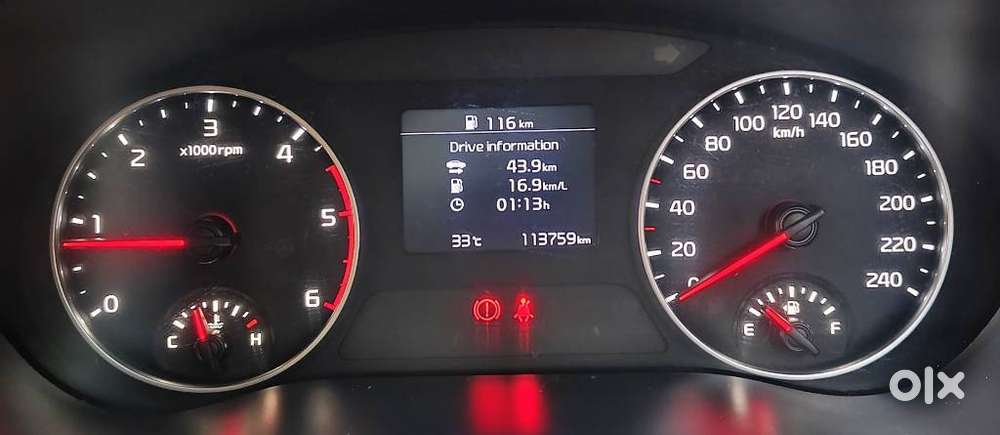 116 km
Drive information
43.9km
16.9km/L
01:13h
33°c 113759km
x1000rpm
0
1
2
3
4
5
6
C H
km/h
0
20
40
60
80
100
120
140
160
180
200
220
240
E F
OLX